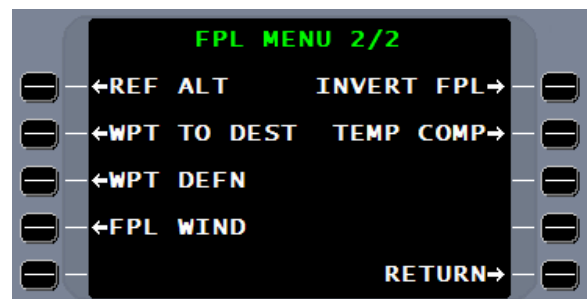 FPL MENU 2/2
←REF ALT INVERT FPL→
←WPT TO DEST TEMP COMP→
←WPT DEFN
←FPL WIND
RETURN→